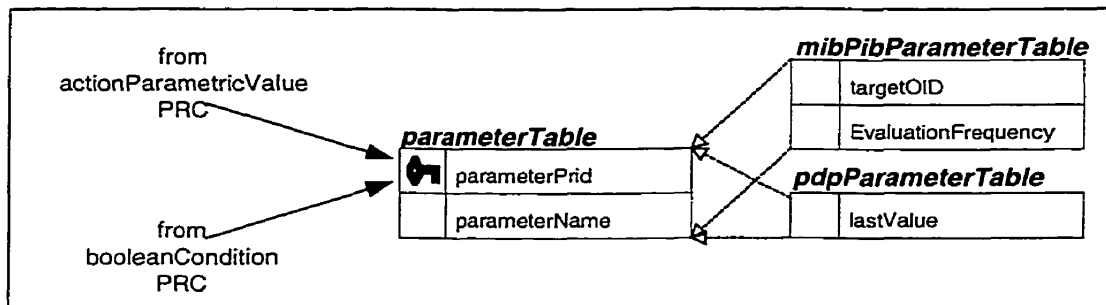 from
actionParametricValue
PRC
from
booleanCondition
PRC
parameterTable
parameterPrid
parameterName
mibPibParameterTable
targetOID
EvaluationFrequency
pdpParameterTable
lastValue